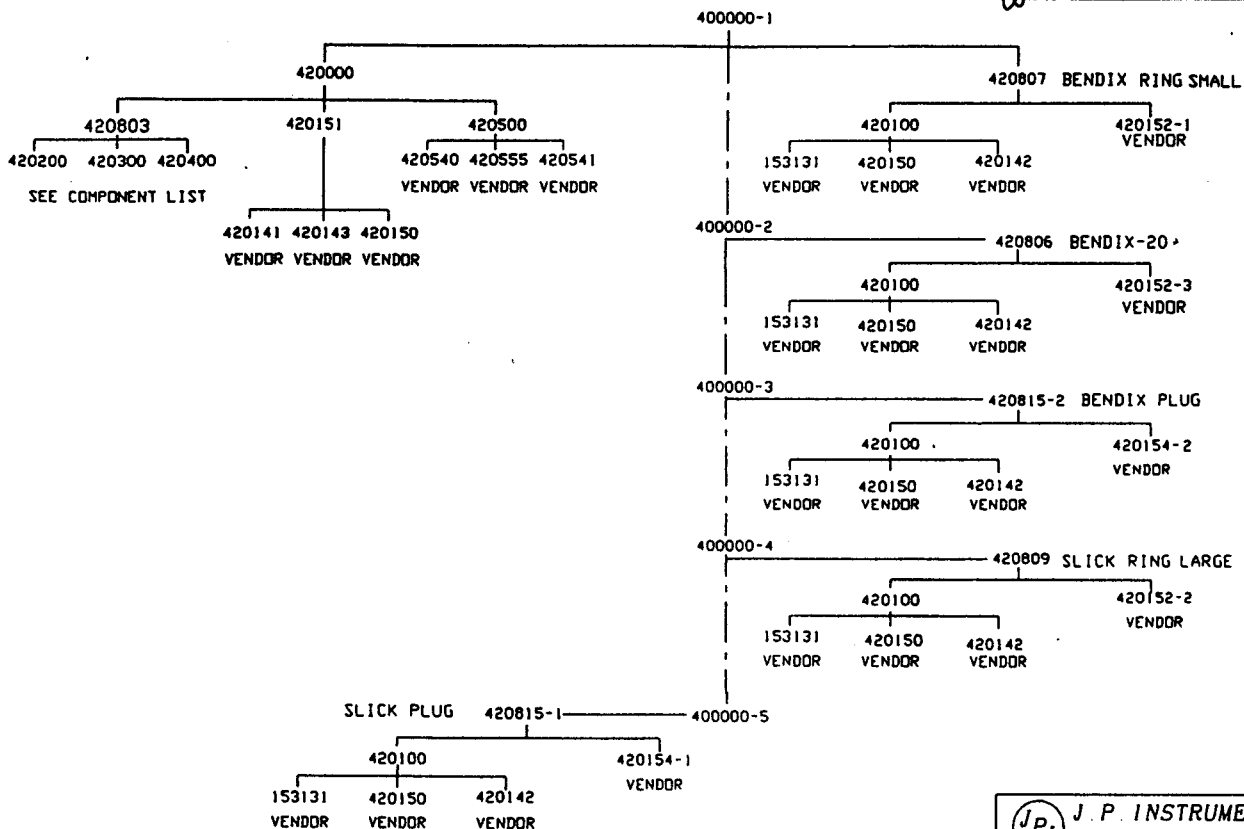 400000-1
420000
420807 BENDIX RING SMALL
420803 420151 420500
420100 420152-1
VENDOR
420200 420300 420400
420540 420555 420541
VENDOR VENDOR VENDOR
153131 420150 420142
VENDOR VENDOR VENDOR
SEE COMPONENT LIST
420141 420143 420150
VENDOR VENDOR VENDOR
400000-2
420806 BENDIX-20
420100 420152-3
VENDOR
153131 420150 420142
VENDOR VENDOR VENDOR
400000-3
420815-2 BENDIX PLUG
420100 420154-2
VENDOR
153131 420150 420142
VENDOR VENDOR VENDOR
400000-4
420809 SLICK RING LARGE
420100 420152-2
VENDOR
153131 420150 420142
VENDOR VENDOR VENDOR
SLICK PLUG 420815-1 400000-5
420100 420154-1
VENDOR
153131 420150 420142
VENDOR VENDOR VENDOR
J.P. J.P. INSTRUME